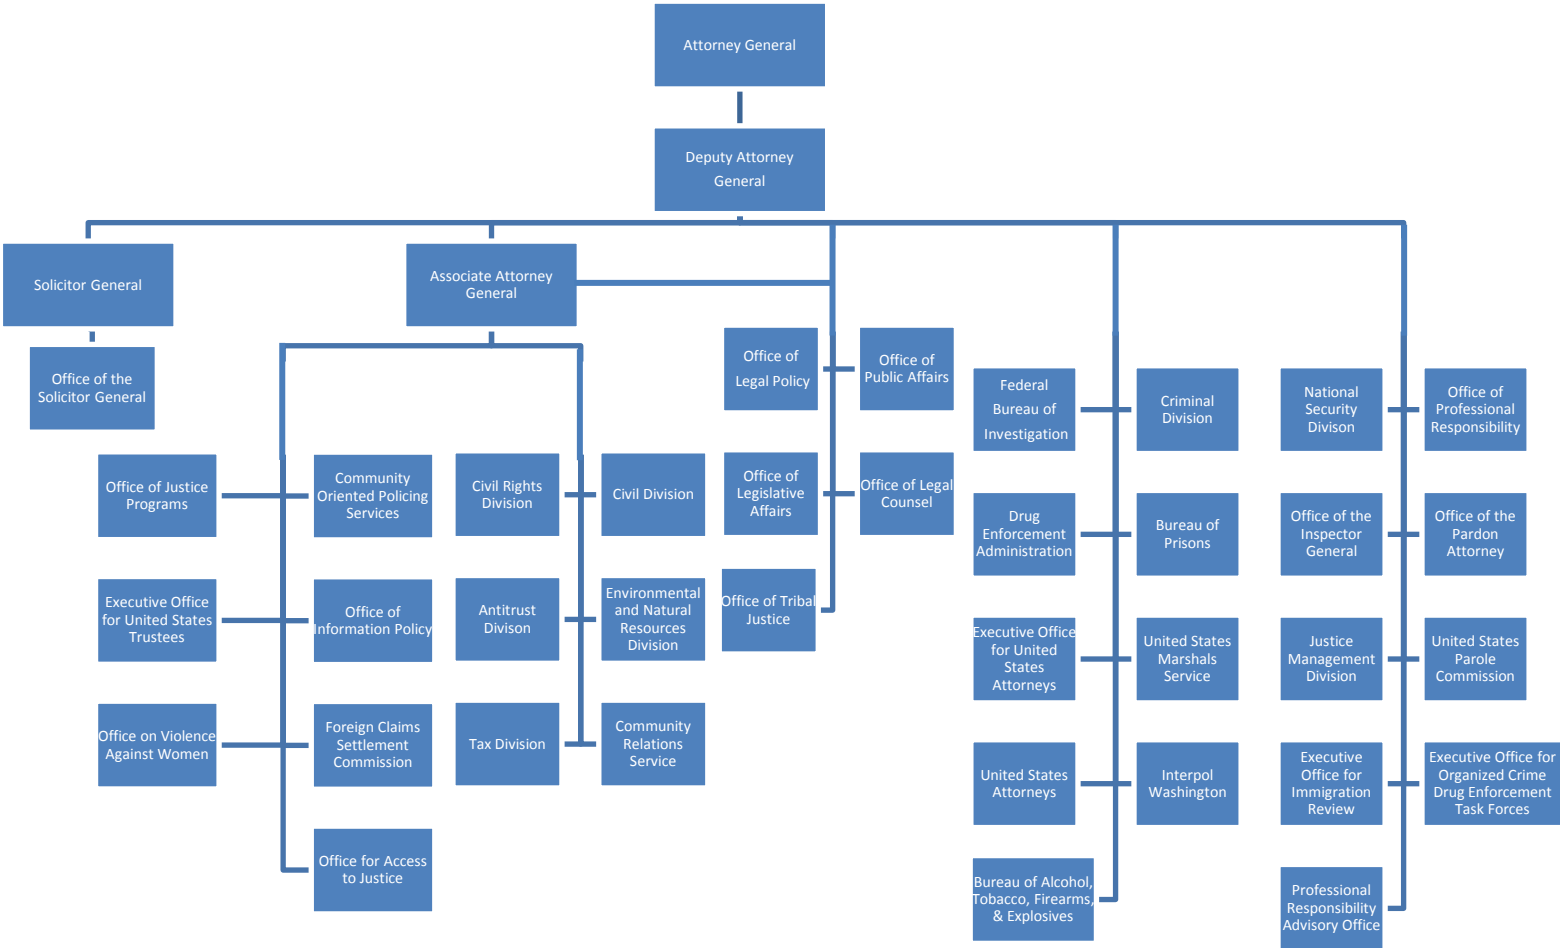 Attorney General
Deputy Attorney
General
Solicitor General
Associate Attorney
General
Office of the
Solicitor General
Office of Justice
Programs
Community
Oriented Policing
Services
Executive Office
for United States
Trustees
Office of
Information Policy
Office on Violence
Against Women
Foreign Claims
Settlement
Commission
Office for Access
to Justice
Civil Rights
Division
Civil Division
Antitrust
Divison
Environmental
and Natural
Resources
Division
Tax Division
Community
Relations
Service
Office of
Legal Policy
Office of
Public Affairs
Office of
Legislative
Affairs
Office of Legal
Counsel
Office of Tribal
Justice
Federal
Bureau of
Investigation
Criminal
Division
Drug
Enforcement
Administration
Bureau of
Prisons
Executive Office
for United
States
Attorneys
United States
Marshals
Service
United States
Attorneys
Interpol
Washington
Bureau of Alcohol,
Tobacco, Firearms,
& Explosives
National
Security
Divison
Office of
Professional
Responsibility
Office of the
Inspector
General
Office of the
Pardon
Attorney
Justice
Management
Division
United States
Parole
Commission
Executive
Office for
Immigration
Review
Executive Office for
Organized Crime
Drug Enforcement
Task Forces
Professional
Responsibility
Advisory Office